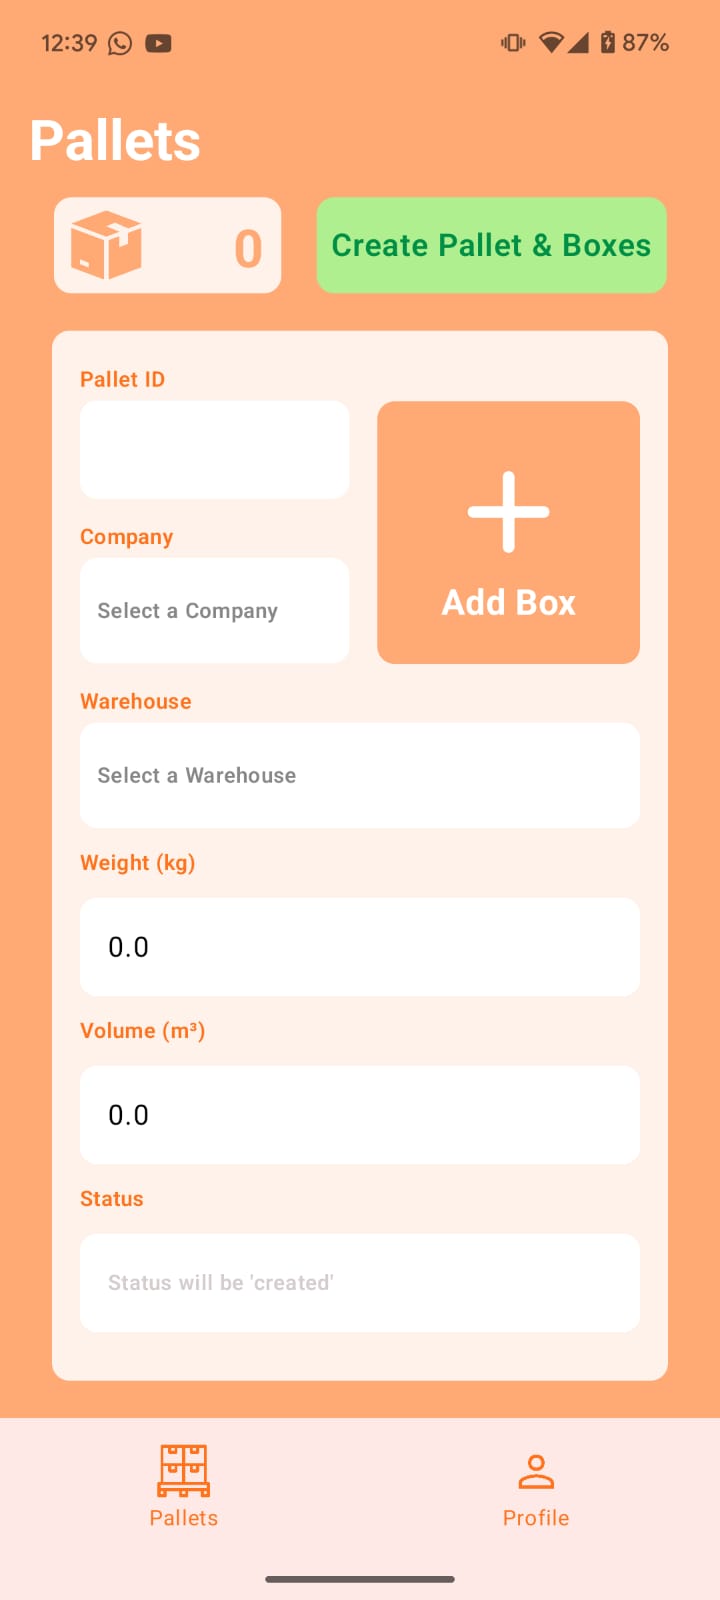 12:39 87%
Pallets
0
Create Pallet & Boxes
Pallet ID
Add Box
Company
Select a Company
Warehouse
Select a Warehouse
Weight (kg)
0.0
Volume (m³)
0.0
Status
Status will be 'created'
Pallets
Profile